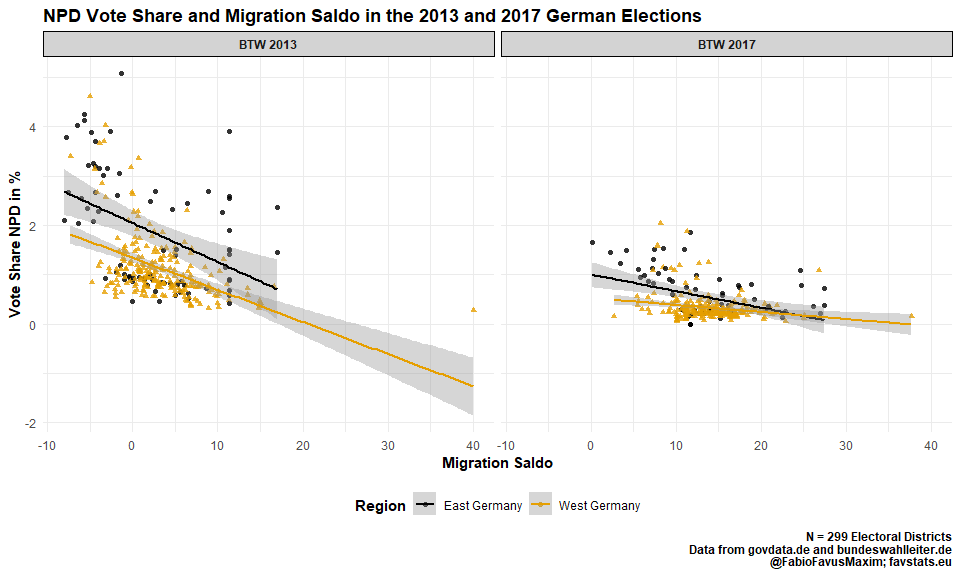 NPD Vote Share and Migration Saldo in the 2013 and 2017 German Elections
BTW 2013
BTW 2017
Vote Share NPD in %
4
2
0
-2
-10 0 10 20 30 40
-10 0 10 20 30 40
Migration Saldo
Region East Germany West Germany
N = 299 Electoral Districts
Data from govdata.de and bundeswahlleiter.de
@FabioFavusMaxim; favstats.eu